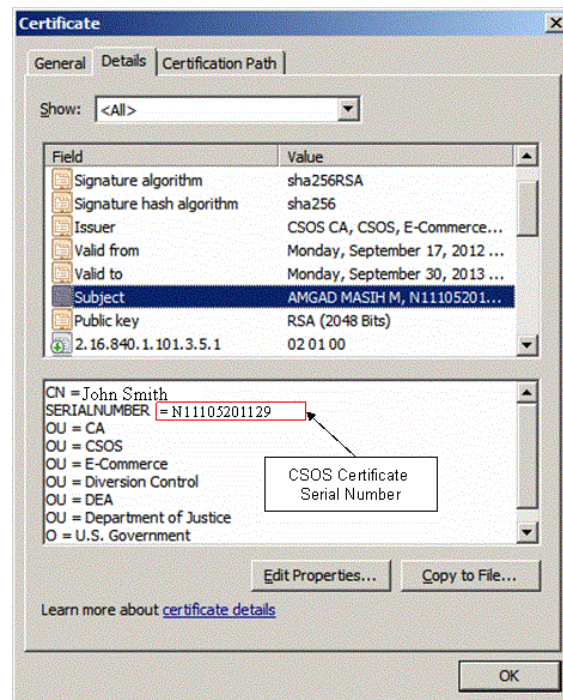 Certificate
General Details Certification Path
Show: <All>
Field Value
Signature algorithm sha256RSA
Signature hash algorithm sha256
Issuer CSOS CA, CSOS, E-Commerce...
Valid from Monday, September 17, 2012 ...
Valid to Monday, September 30, 2013 ...
Subject AMGAD MASIH M, N11105201...
Public key RSA (2048 Bits)
2.16.840.1.101.3.5.1 02 01 00
CN = John Smith
SERIALNUMBER = N11105201129
OU = CA
OU = CSOS
OU = E-Commerce
OU = Diversion Control
OU = DEA
OU = Department of Justice
O = U.S. Government
CSOS Certificate
Serial Number
Edit Properties... Copy to File...
Learn more about certificate details
OK